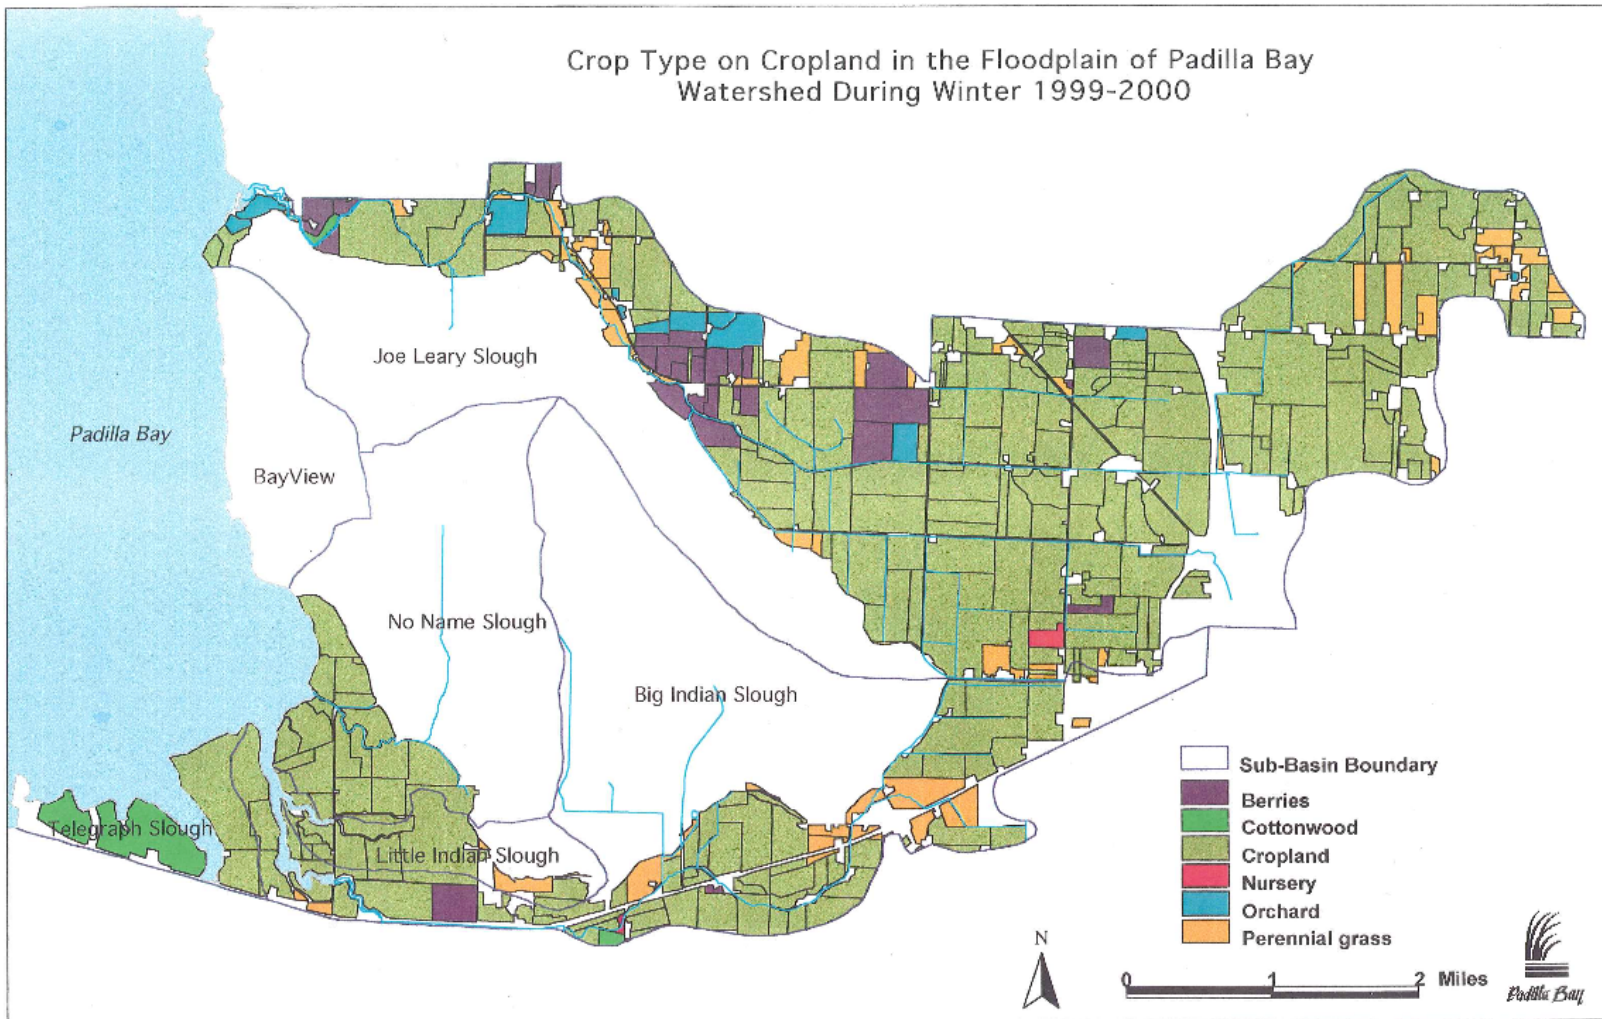 Crop Type on Cropland in the Floodplain of Padilla Bay
Watershed During Winter 1999-2000
Joe Leary Slough
Padilla Bay
BayView
No Name Slough
Big Indian Slough
Telegraph Slough
Little Indian Slough
Sub-Basin Boundary
Berries
Cottonwood
Cropland
Nursery
Orchard
Perennial grass
N
0 1 2 Miles
Padilla Bay